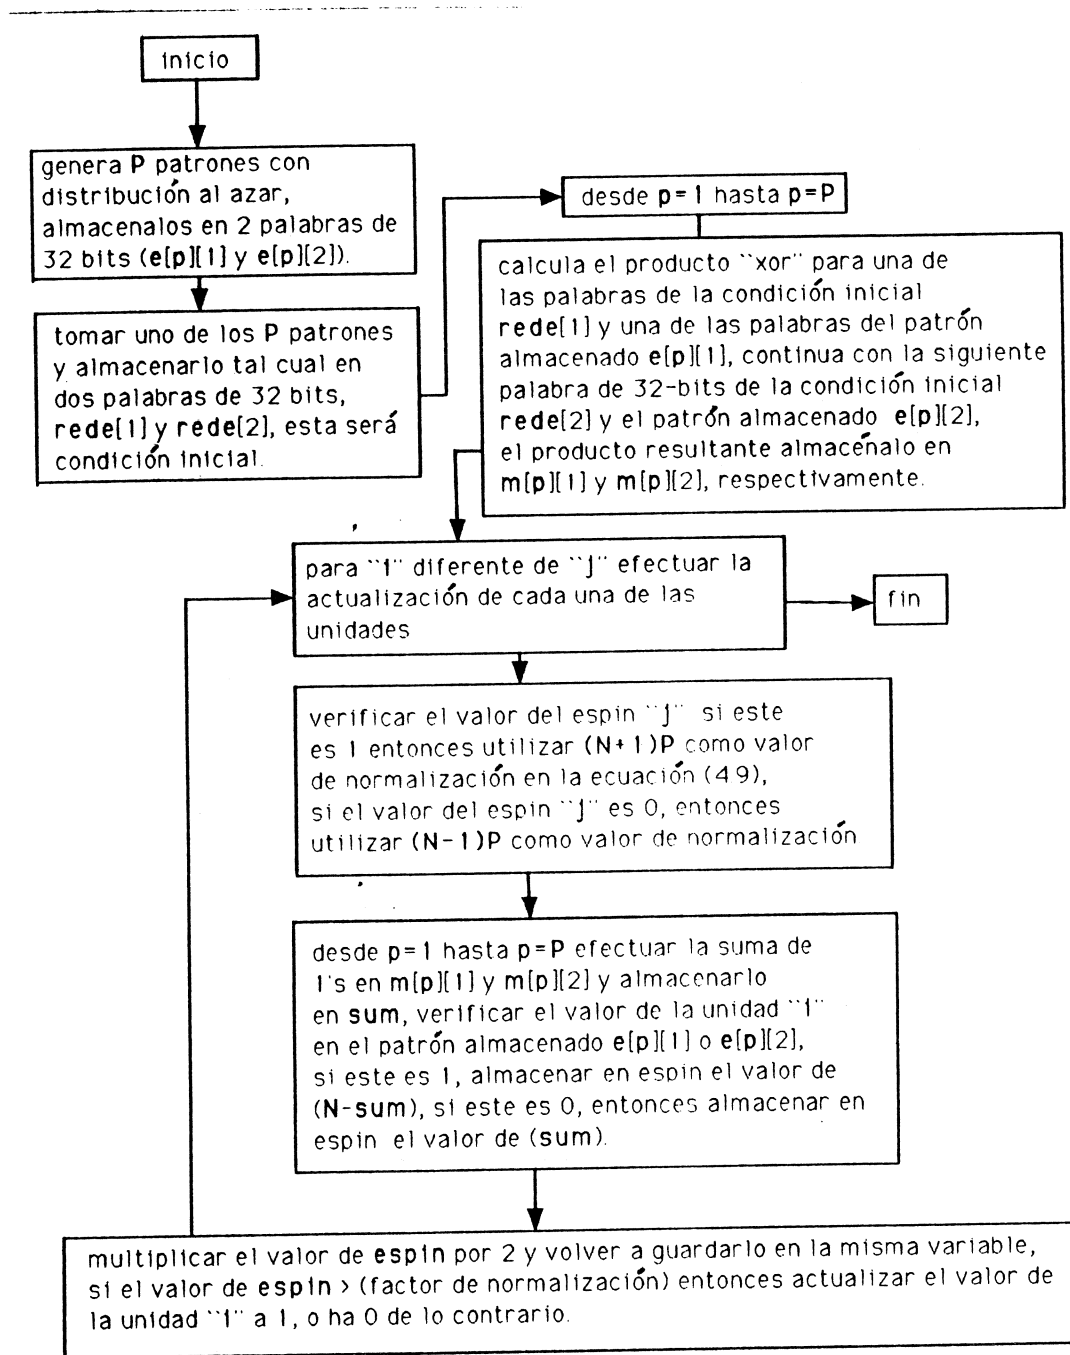 inicio
genera P patrones con
distribución al azar,
almacenalos en 2 palabras de
32 bits (e[p][1] y e[p][2]).
tomar uno de los P patrones
y almacenarlo tal cual en
dos palabras de 32 bits,
rede[1] y rede[2], esta será
condición inicial.
desde p=1 hasta p=P
calcula el producto ``xor´´ para una de
las palabras de la condición inicial
rede[1] y una de las palabras del patrón
almacenado e[p][1], continua con la siguiente
palabra de 32-bits de la condición inicial
rede[2] y el patrón almacenado e[p][2],
el producto resultante almacénalo en
m[p][1] y m[p][2], respectivamente.
para ``i´´ diferente de ``j´´ efectuar la
actualización de cada una de las
unidades
fin
verificar el valor del espin ``j´´ si este
es 1 entonces utilizar (N+1)P como valor
de normalización en la ecuación (49),
si el valor del espin ``j´´ es 0, entonces
utilizar (N-1)P como valor de normalización
desde p=1 hasta p=P efectuar la suma de
1's en m[p][1] y m[p][2] y almacenarlo
en sum, verificar el valor de la unidad ``i´´
en el patrón almacenado e[p][1] o e[p][2],
si este es 1, almacenar en espin el valor de
(N-sum), si este es 0, entonces almacenar en
espin el valor de (sum).
multiplicar el valor de espin por 2 y volver a guardarlo en la misma variable,
si el valor de espin > (factor de normalización) entonces actualizar el valor de
la unidad ``i´´ a 1, o ha 0 de lo contrario.